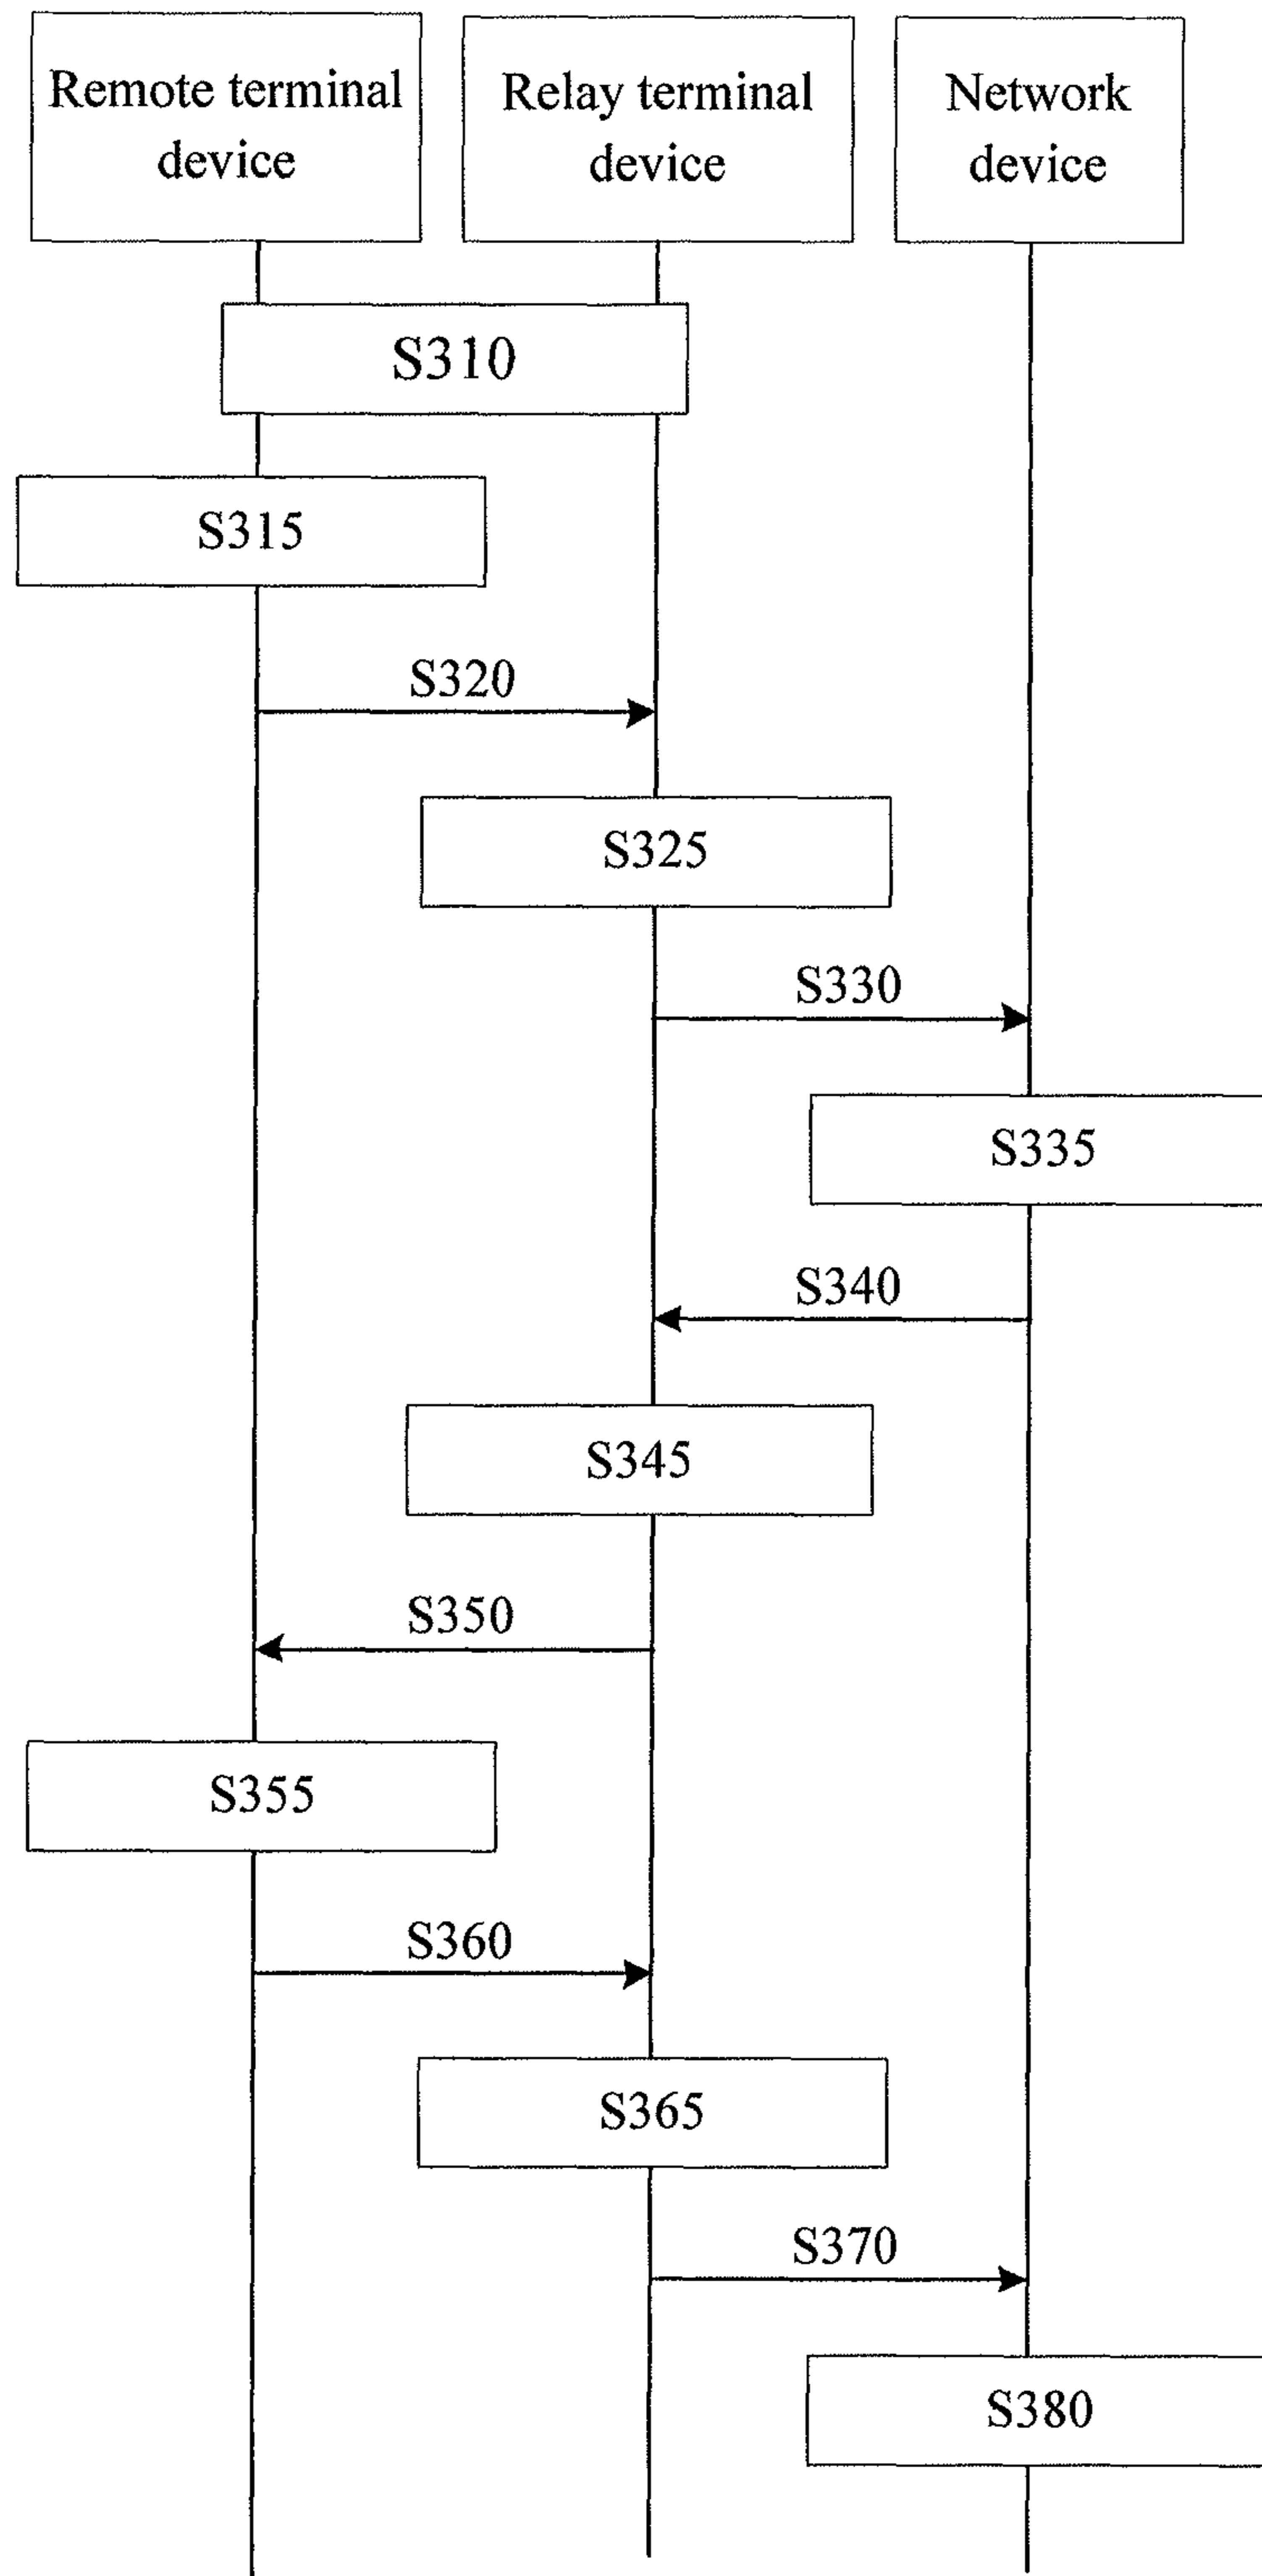 Remote terminal
device
Relay terminal
device
Network
device
S310
S315
S320
S325
S330
S335
S340
S345
S350
S355
S360
S365
S370
S380